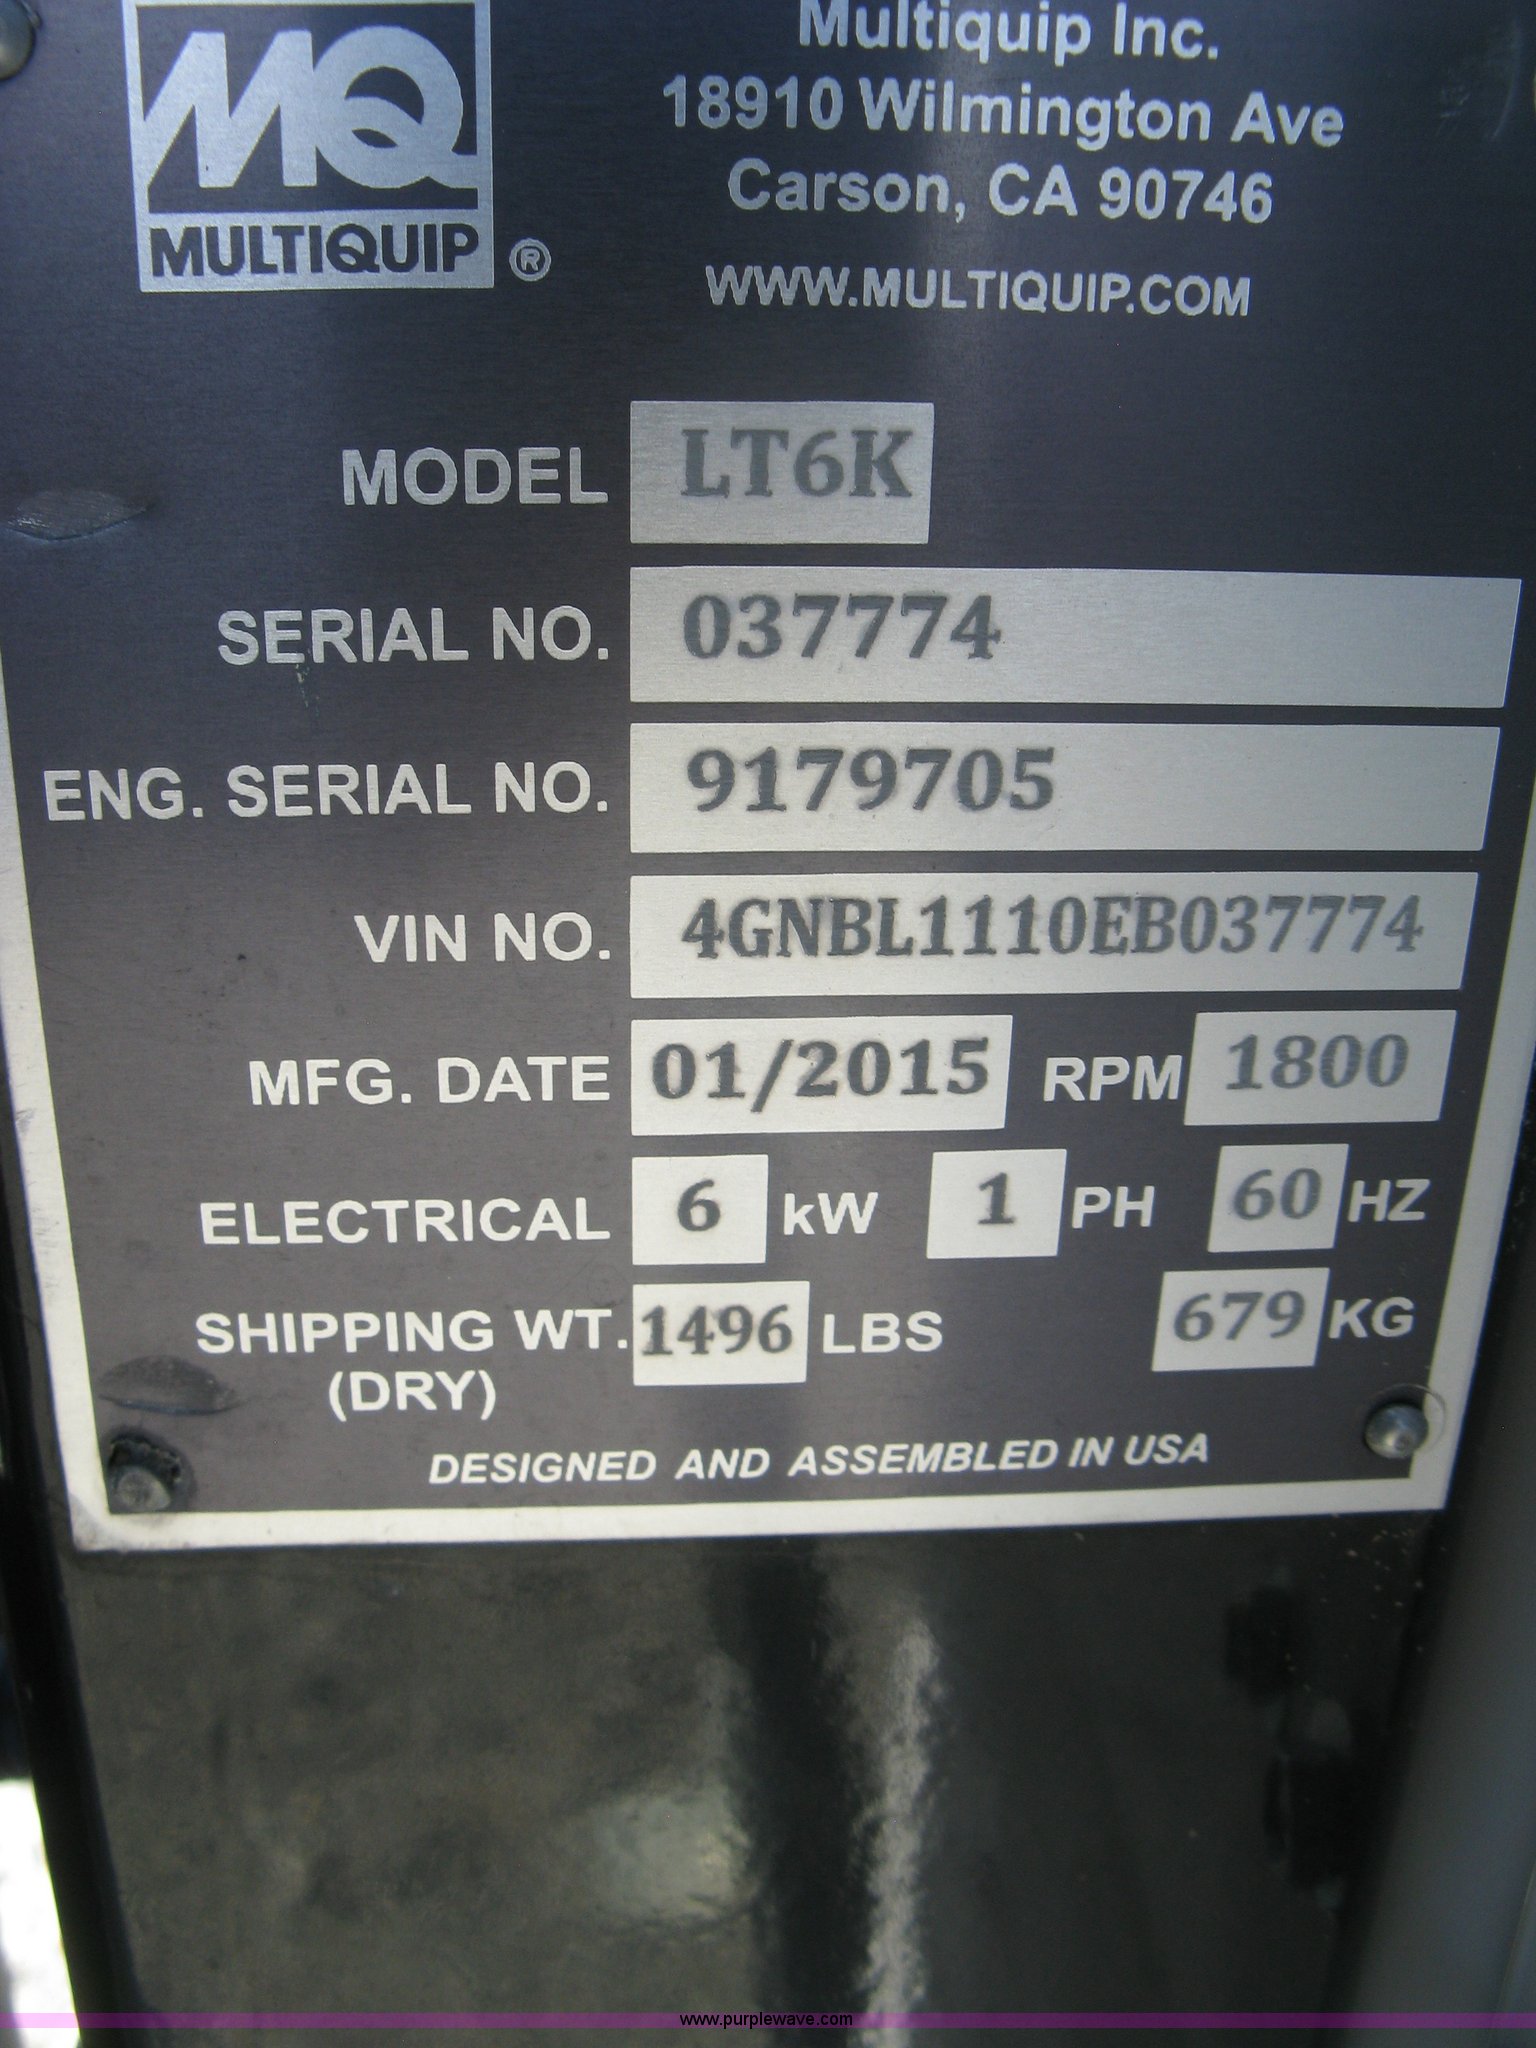 MQ
MULTIQUIP ®
Multiquip Inc.
18910 Wilmington Ave
Carson, CA 90746
WWW.MULTIQUIP.COM
MODEL LT6K
SERIAL NO. 037774
ENG. SERIAL NO. 9179705
VIN NO. 4GNBL1110EB037774
MFG. DATE 01/2015 RPM 1800
ELECTRICAL 6 kW 1 PH 60 HZ
SHIPPING WT. 1496 LBS 679 KG
(DRY)
DESIGNED AND ASSEMBLED IN USA
www.purplewave.com